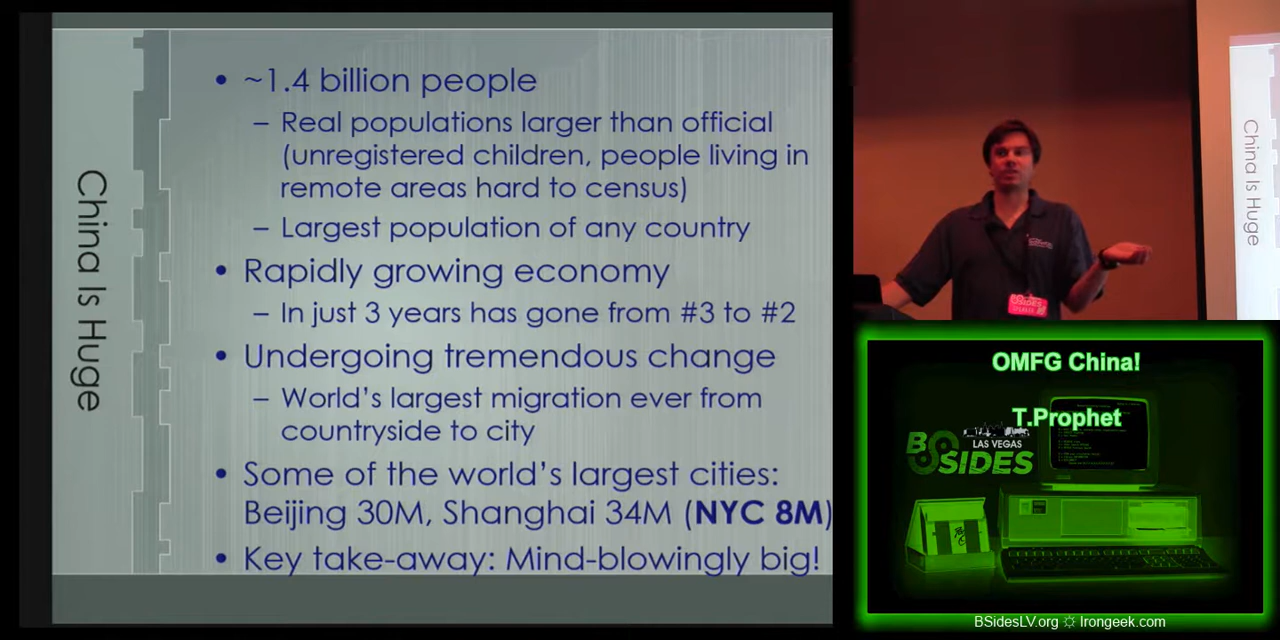 China Is Huge
• ~1.4 billion people
– Real populations larger than official
(unregistered children, people living in
remote areas hard to census)
– Largest population of any country
• Rapidly growing economy
– In just 3 years has gone from #3 to #2
• Undergoing tremendous change
– World's largest migration ever from
countryside to city
• Some of the world's largest cities:
Beijing 30M, Shanghai 34M (NYC 8M)
• Key take-away: Mind-blowingly big!
China Is Huge
BSIDES
SPEAKER
OMFG China!
T.Prophet
BSIDES
LAS VEGAS
BSidesLV.org ☼ Irongeek.com